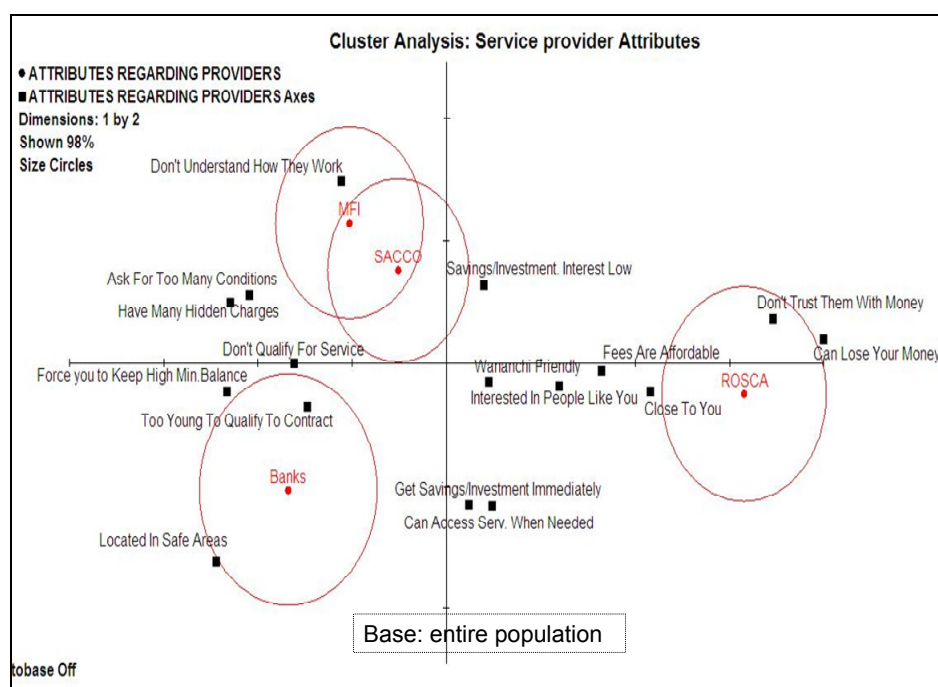 Cluster Analysis: Service provider Attributes
ATTRIBUTES REGARDING PROVIDERS
ATTRIBUTES REGARDING PROVIDERS Axes
Dimensions: 1 by 2
Shown 98%
Size Circles
Don't Understand How They Work
MFI
SACCO
Savings/Investment. Interest Low
Ask For Too Many Conditions
Have Many Hidden Charges
Don't Trust Them With Money
Can Lose Your Money
Don't Qualify For Service
Fees Are Affordable
Wananchi Friendly
Force you to Keep High Min.Balance
Interested In People Like You
ROSCA
Close To You
Too Young To Qualify To Contract
Banks
Get Savings/Investment Immediately
Can Access Serv. When Needed
Located In Safe Areas
Base: entire population
tobase Off